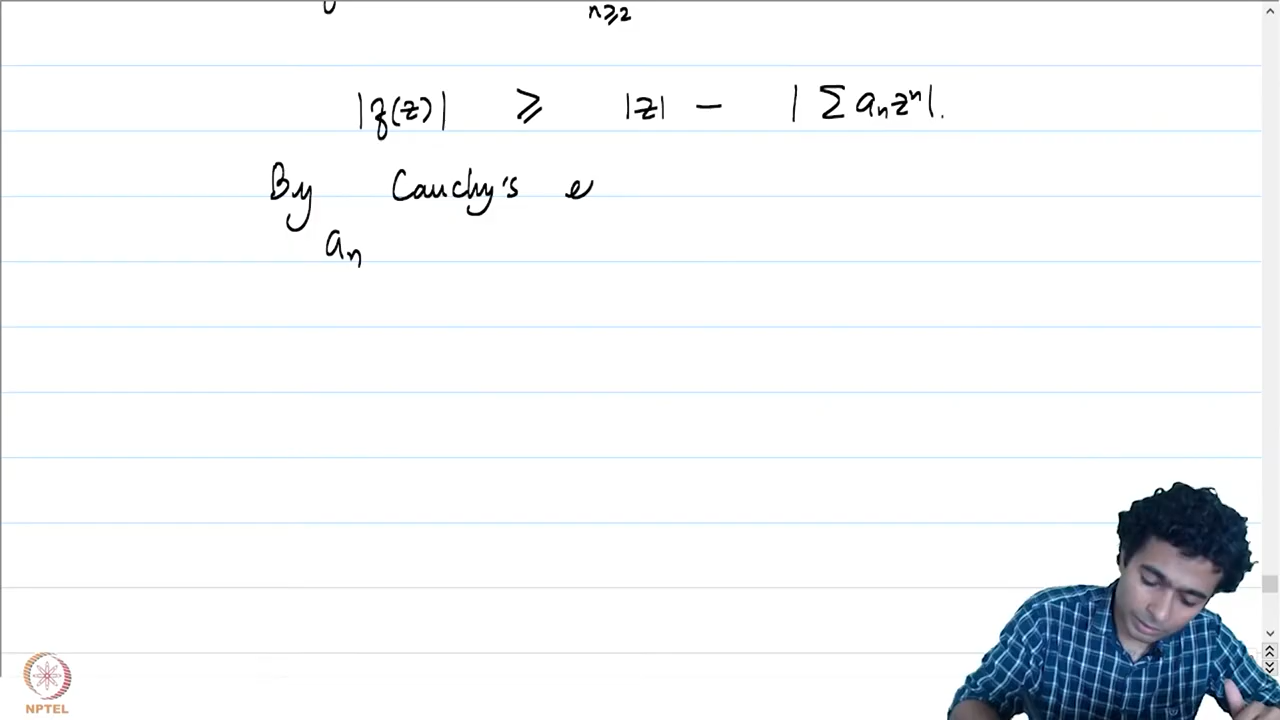 n≥2
|f(z)| ≥ |z| - | Σ aₙzⁿ|.
By Cauchy's e
aₙ
NPTEL